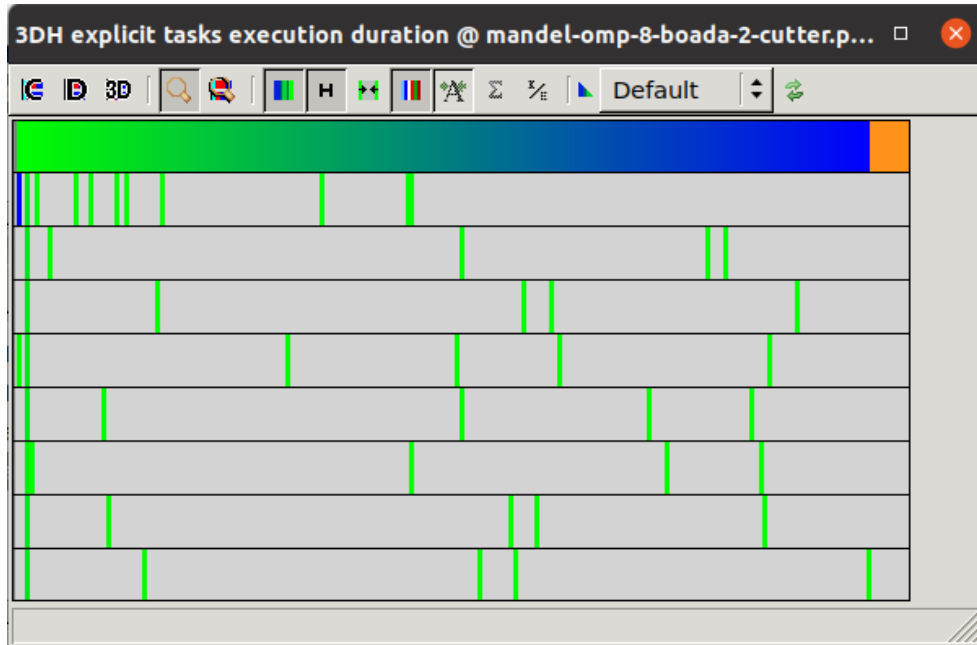 3DH explicit tasks execution duration @ mandel-omp-8-boada-2-cutter.p...
3D H Σ Default